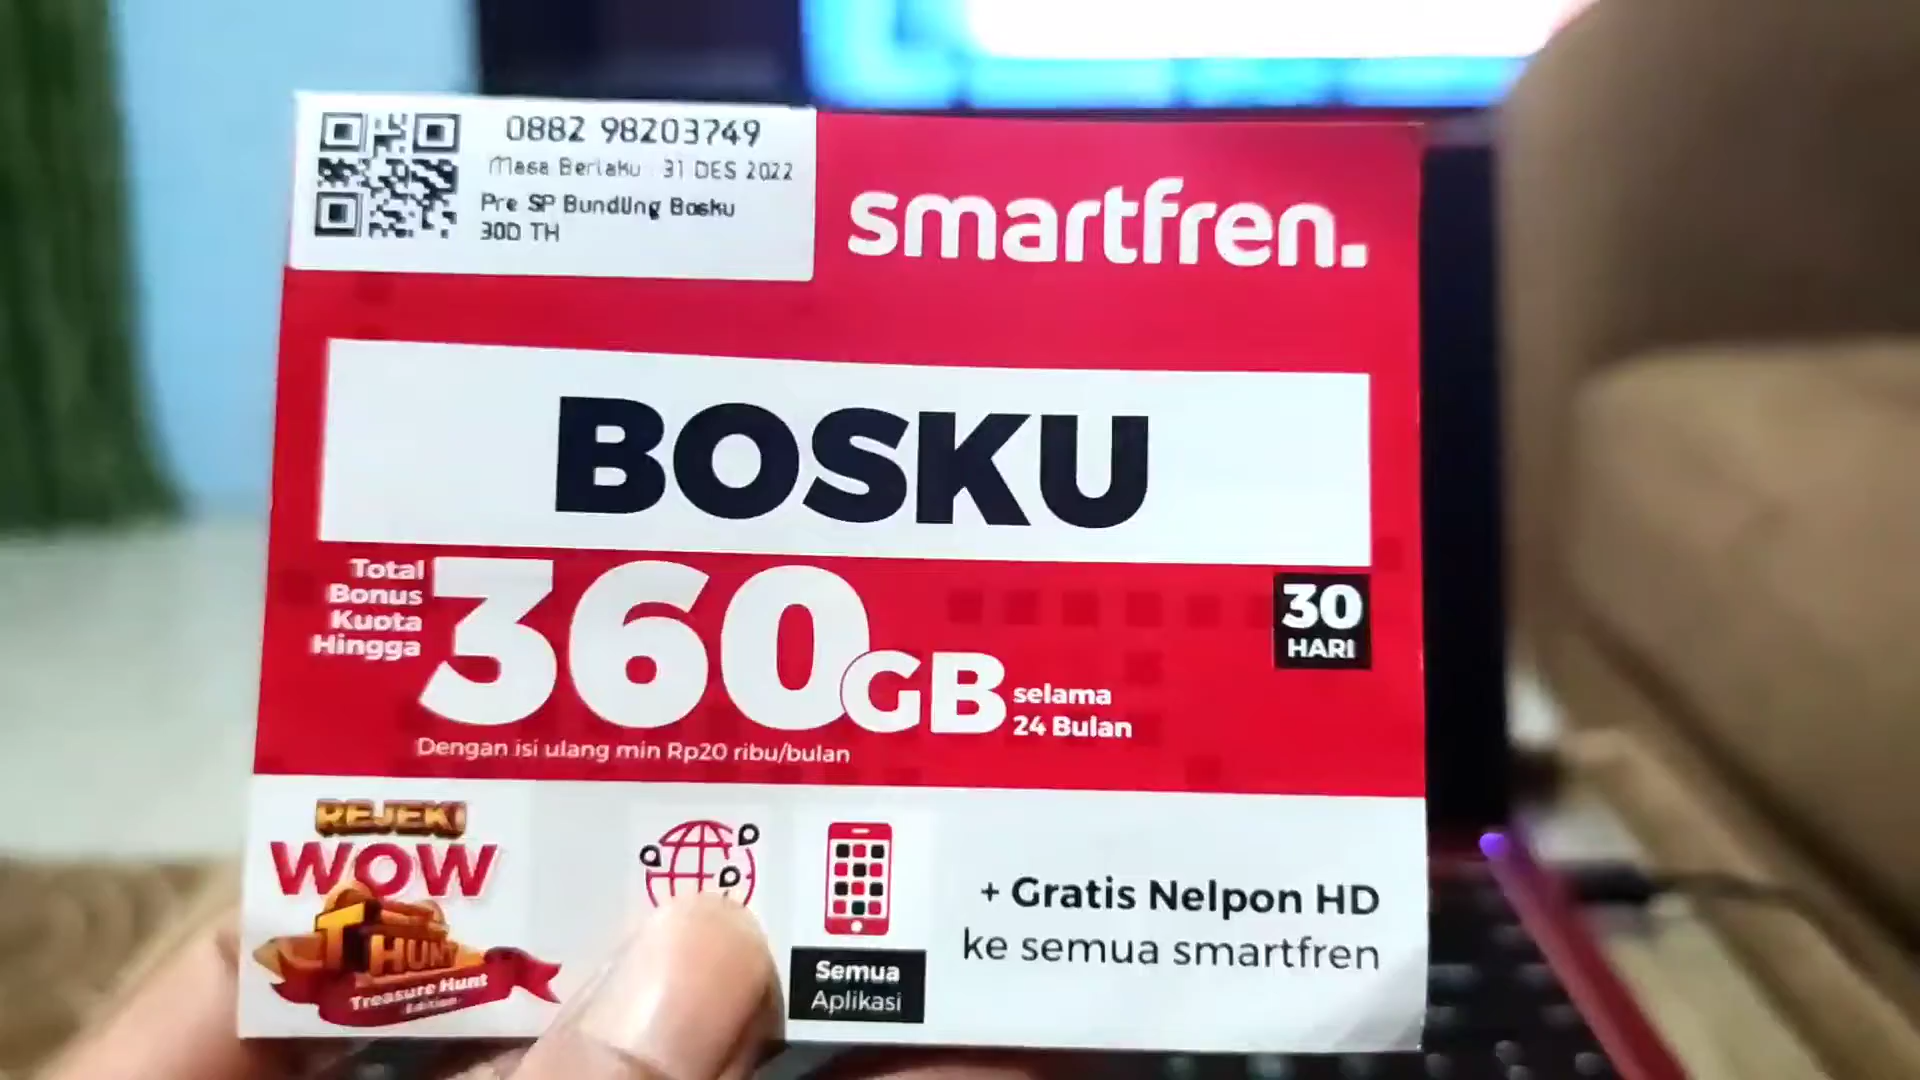 0882 98203749
Masa Berlaku : 31 DES 2022
Pre SP Bundling Bosku
30D TH
smartfren.
BOSKU
Total
Bonus
Kuota
Hingga
360GB
selama
24 Bulan
30
HARI
Dengan isi ulang min Rp20 ribu/bulan
REJEKI
WOW
T HUNT
Treasure Hunt
Edition
Semua
Aplikasi
+ Gratis Nelpon HD
ke semua smartfren